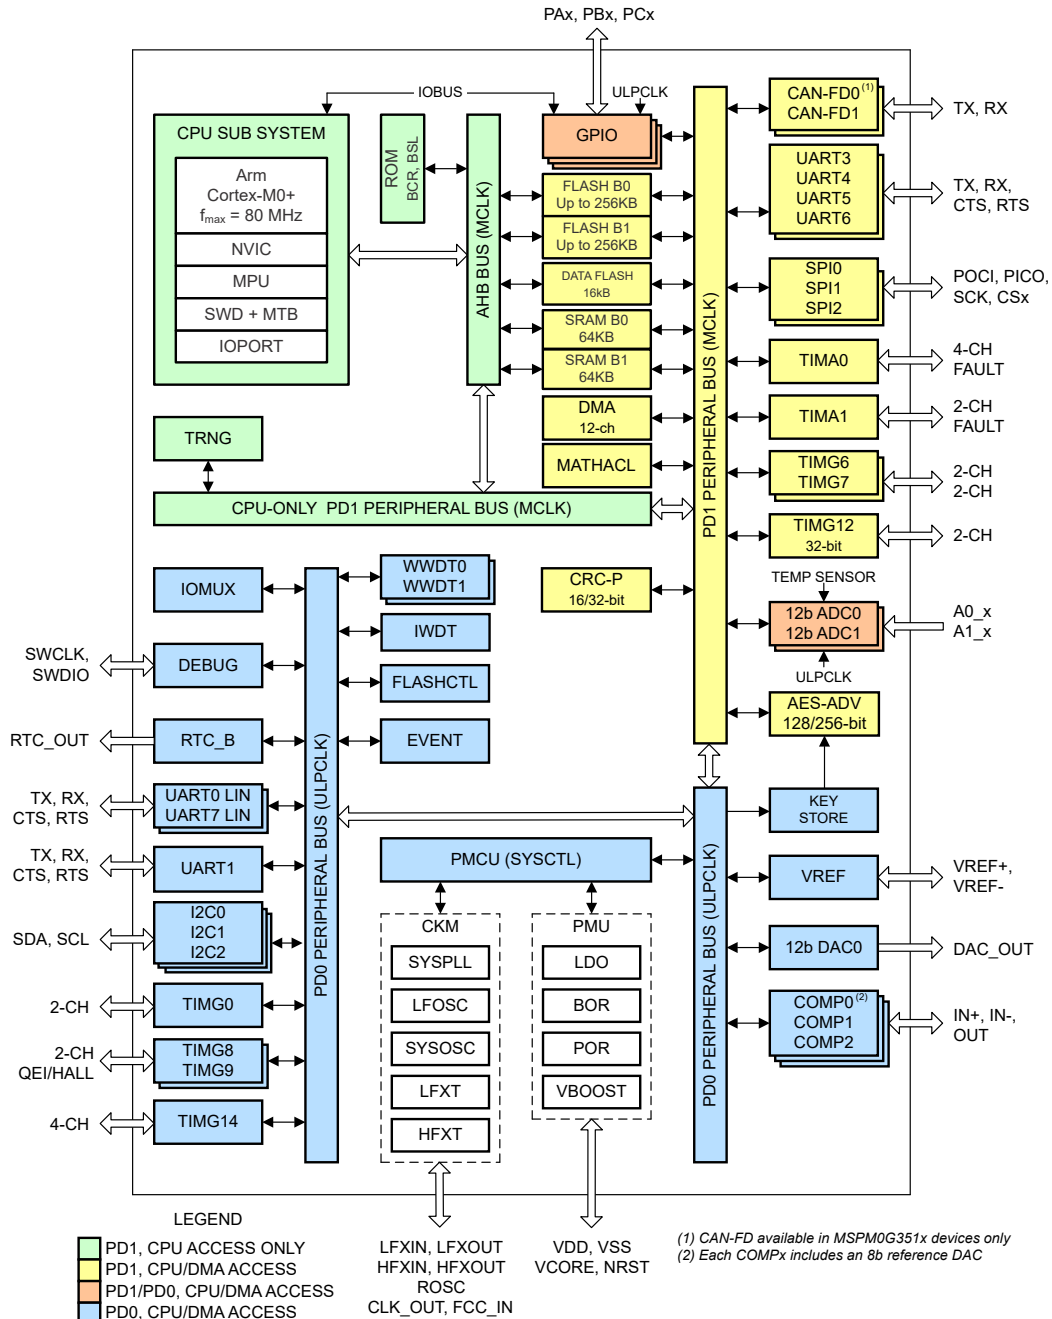 PAx, PBx, PCx
IOBUS
ULPCLK
CPU SUB SYSTEM
Arm
Cortex-M0+
fmax = 80 MHz
NVIC
MPU
SWD + MTB
IOPORT
ROM
BCR, BSL
AHB BUS (MCLK)
GPIO
FLASH B0
Up to 256KB
FLASH B1
Up to 256KB
DATA FLASH
16kB
SRAM B0
64KB
SRAM B1
64KB
DMA
12-ch
MATHACL
CRC-P
16/32-bit
PD1 PERIPHERAL BUS (MCLK)
CAN-FD0(1)
CAN-FD1
TX, RX
UART3
UART4
UART5
UART6
TX, RX,
CTS, RTS
SPI0
SPI1
SPI2
POCI, PICO,
SCK, CSx
TIMA0
4-CH
FAULT
TIMA1
2-CH
FAULT
TIMG6
TIMG7
2-CH
2-CH
TIMG12
32-bit
2-CH
TEMP SENSOR
12b ADC0
12b ADC1
A0_x
A1_x
ULPCLK
AES-ADV
128/256-bit
KEY
STORE
TRNG
CPU-ONLY PD1 PERIPHERAL BUS (MCLK)
IOMUX
SWCLK,
SWDIO
DEBUG
RTC_OUT
RTC_B
TX, RX,
CTS, RTS
UART0 LIN
UART7 LIN
TX, RX,
CTS, RTS
UART1
SDA, SCL
I2C0
I2C1
I2C2
2-CH
TIMG0
2-CH
QEI/HALL
TIMG8
TIMG9
4-CH
TIMG14
PD0 PERIPHERAL BUS (ULPCLK)
WWDT0
WWDT1
IWDT
FLASHCTL
EVENT
PMCU (SYSCTL)
CKM
SYSPLL
LFOSC
SYSOSC
LFXT
HFXT
PMU
LDO
BOR
POR
VBOOST
PD0 PERIPHERAL BUS (ULPCLK)
VREF
VREF+,
VREF-
12b DAC0
DAC_OUT
COMP0(2)
COMP1
COMP2
IN+, IN-,
OUT
LEGEND
PD1, CPU ACCESS ONLY
PD1, CPU/DMA ACCESS
PD1/PD0, CPU/DMA ACCESS
PD0, CPU/DMA ACCESS
LFXIN, LFXOUT
HFXIN, HFXOUT
ROSC
CLK_OUT, FCC_IN
VDD, VSS
VCORE, NRST
(1) CAN-FD available in MSPM0G351x devices only
(2) Each COMPx includes an 8b reference DAC